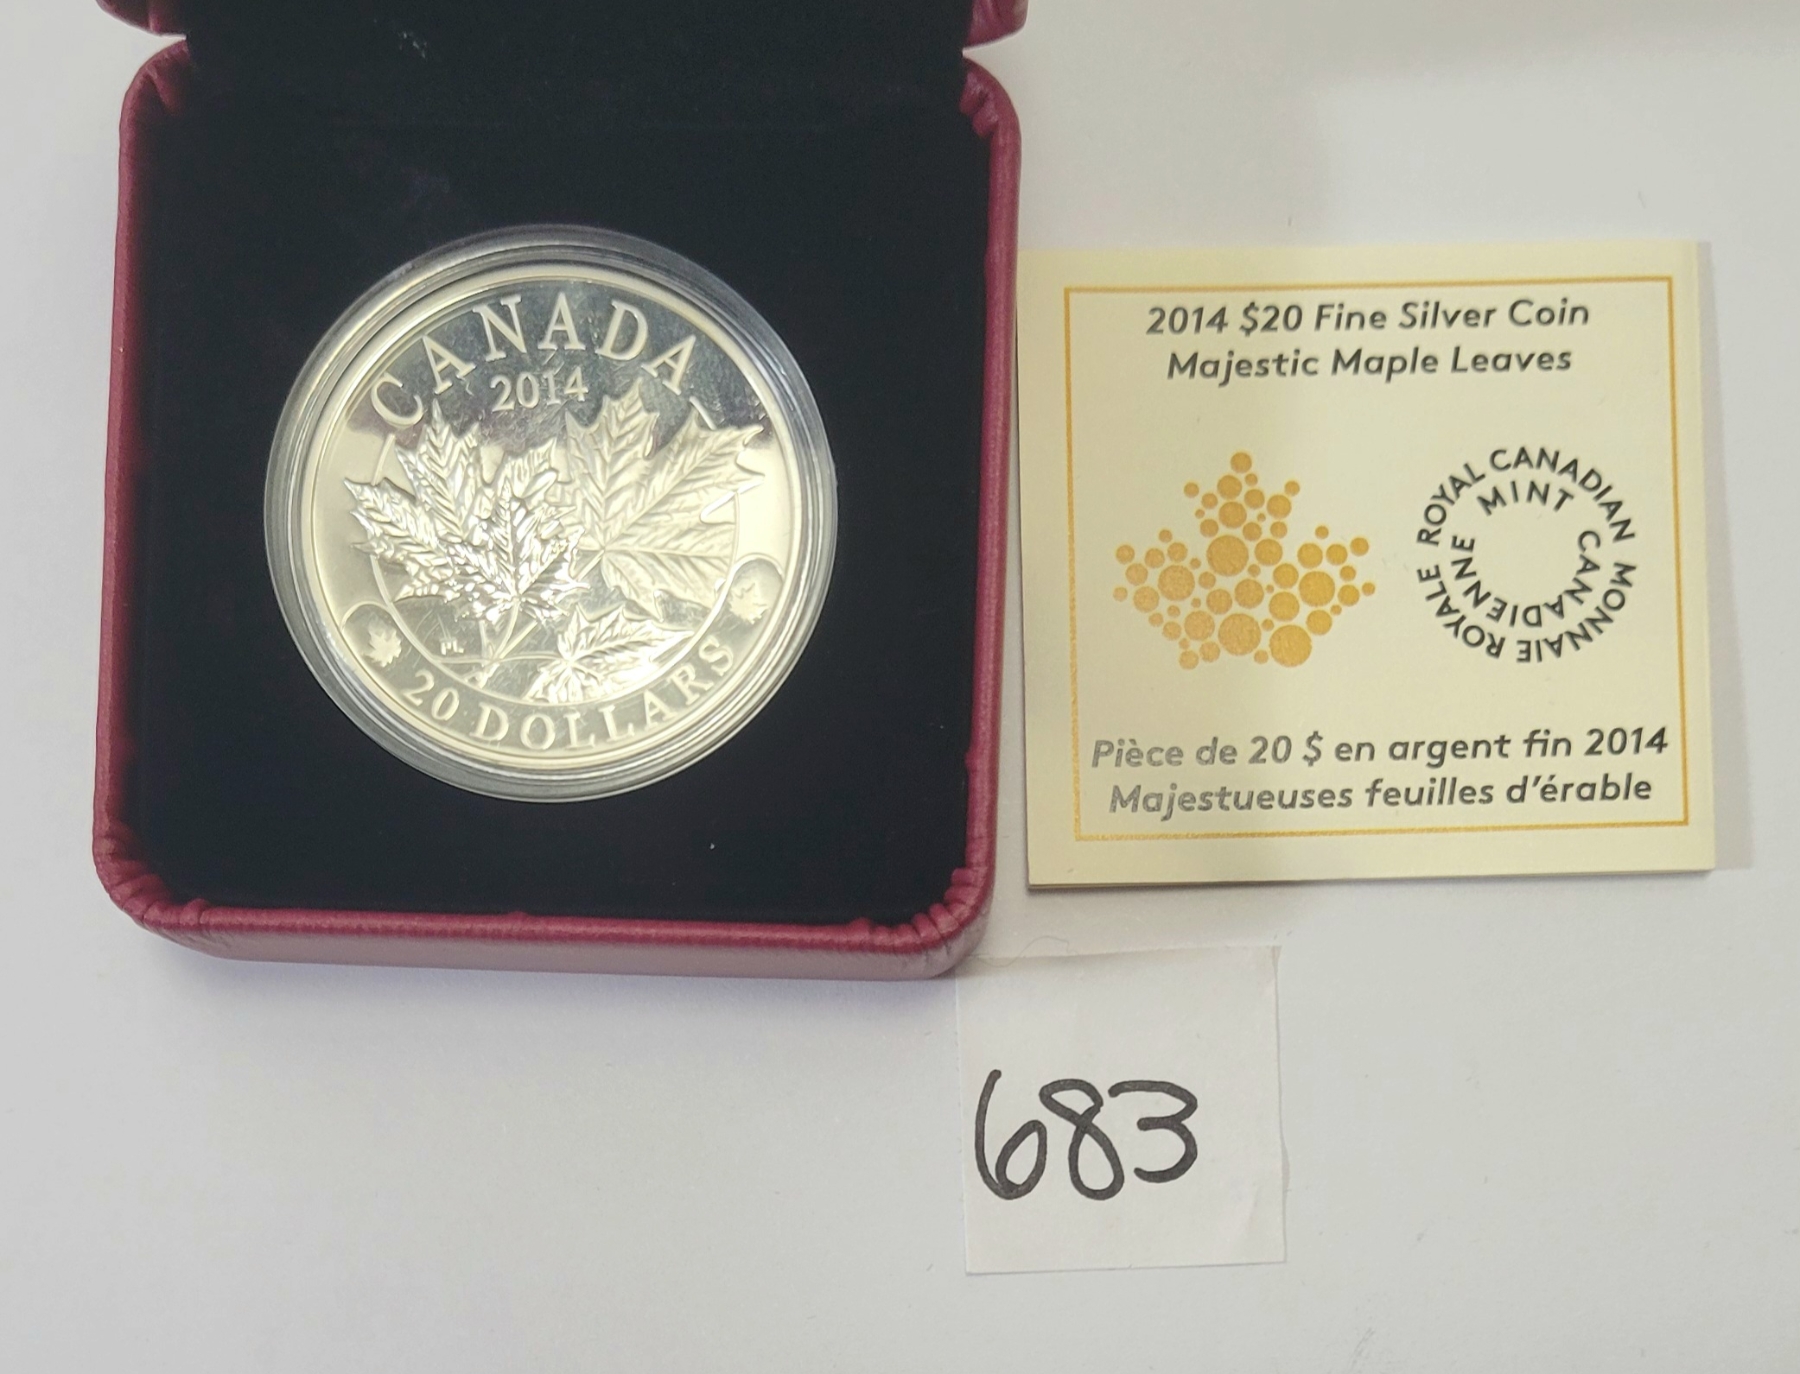 CANADA
2014
PL
20 DOLLARS
2014 $20 Fine Silver Coin
Majestic Maple Leaves
ROYAL CANADIAN MINT
MONNAIE ROYALE CANADIENNE
Pièce de 20 $ en argent fin 2014
Majestueuses feuilles d'érable
683